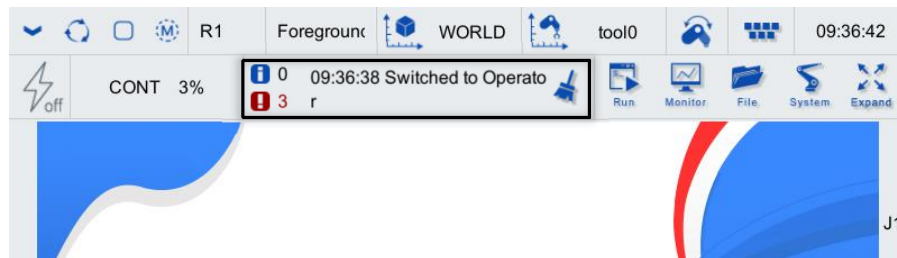 R1
Foreground
WORLD
tool0
09:36:42
off
CONT 3%
0 09:36:38 Switched to Operato
3 r
Run
Monitor
File
System
Expand
J1